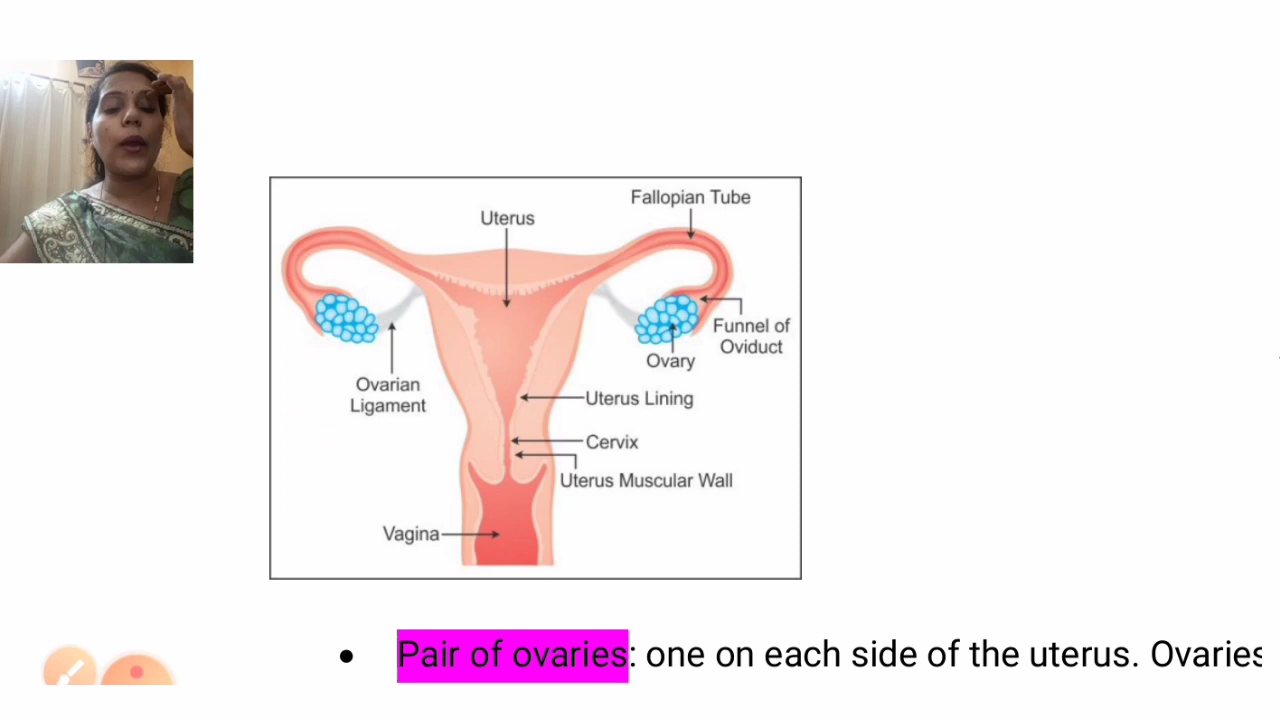 Fallopian Tube
Uterus
Funnel of
Oviduct
Ovary
Ovarian
Ligament
Uterus Lining
Cervix
Uterus Muscular Wall
Vagina
• Pair of ovaries: one on each side of the uterus. Ovaries